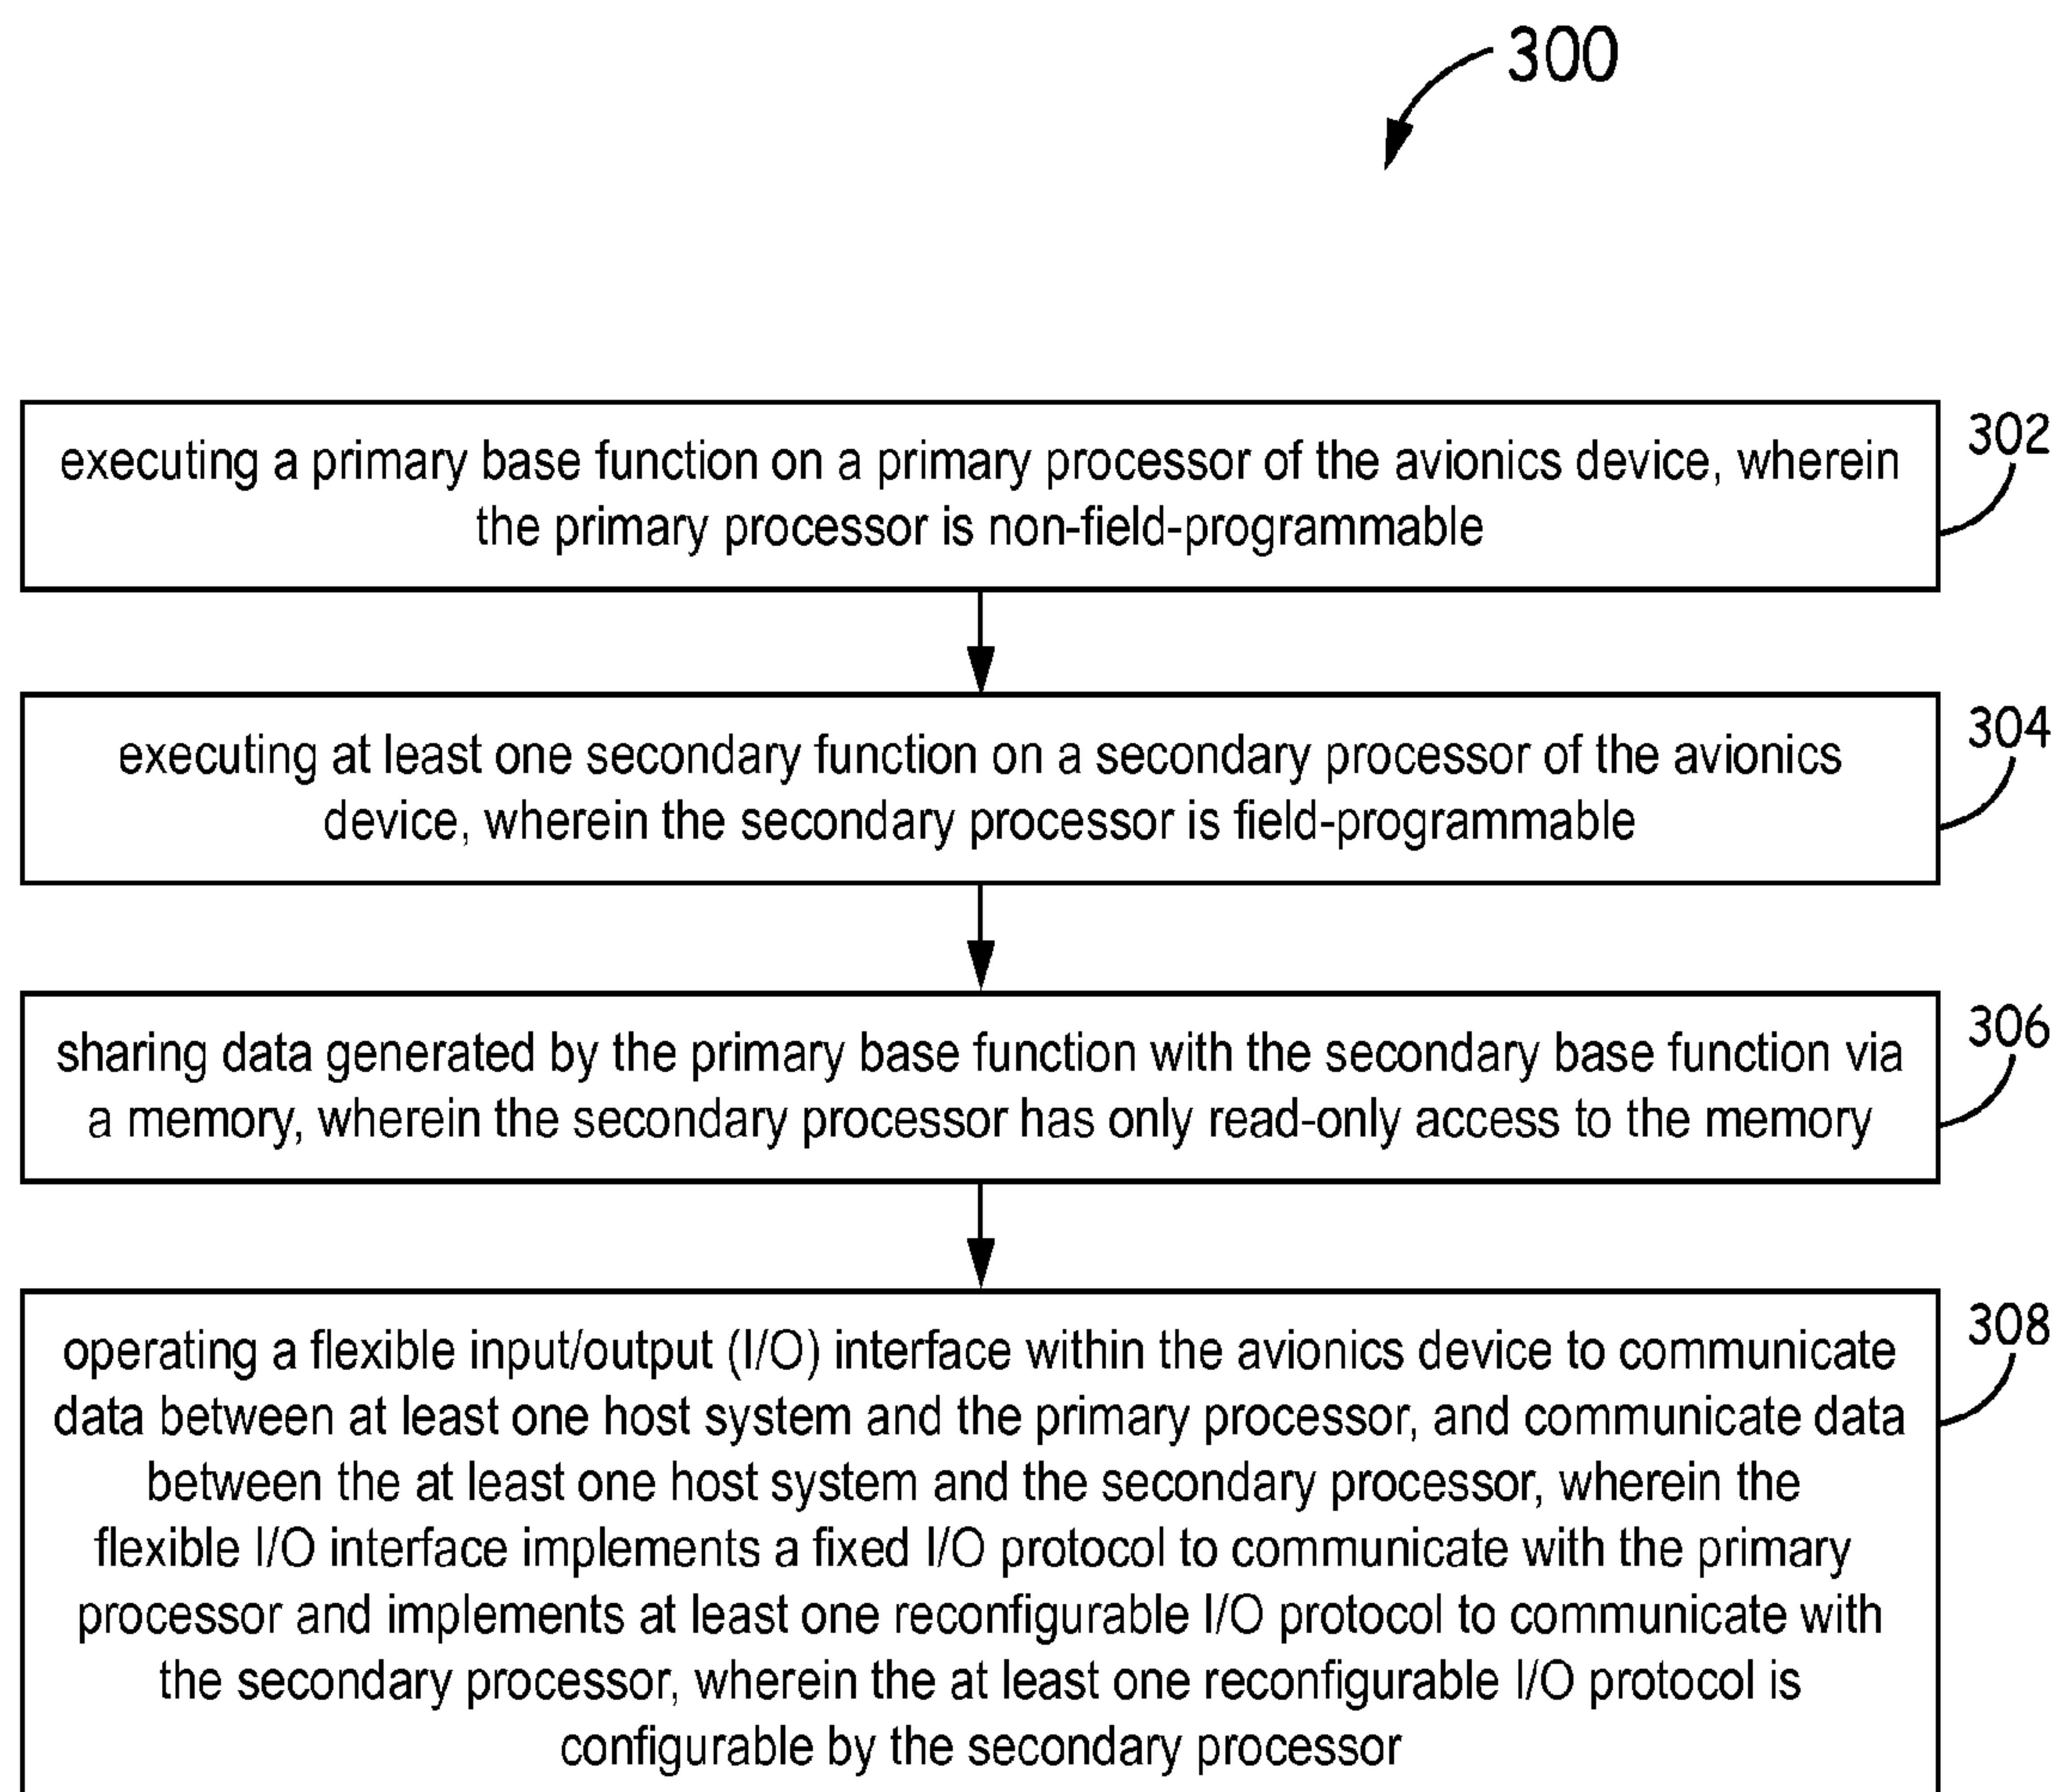 300
executing a primary base function on a primary processor of the avionics device, wherein
the primary processor is non-field-programmable
302
executing at least one secondary function on a secondary processor of the avionics
device, wherein the secondary processor is field-programmable
304
sharing data generated by the primary base function with the secondary base function via
a memory, wherein the secondary processor has only read-only access to the memory
306
operating a flexible input/output (I/O) interface within the avionics device to communicate
data between at least one host system and the primary processor, and communicate data
between the at least one host system and the secondary processor, wherein the
flexible I/O interface implements a fixed I/O protocol to communicate with the primary
processor and implements at least one reconfigurable I/O protocol to communicate with
the secondary processor, wherein the at least one reconfigurable I/O protocol is
configurable by the secondary processor
308